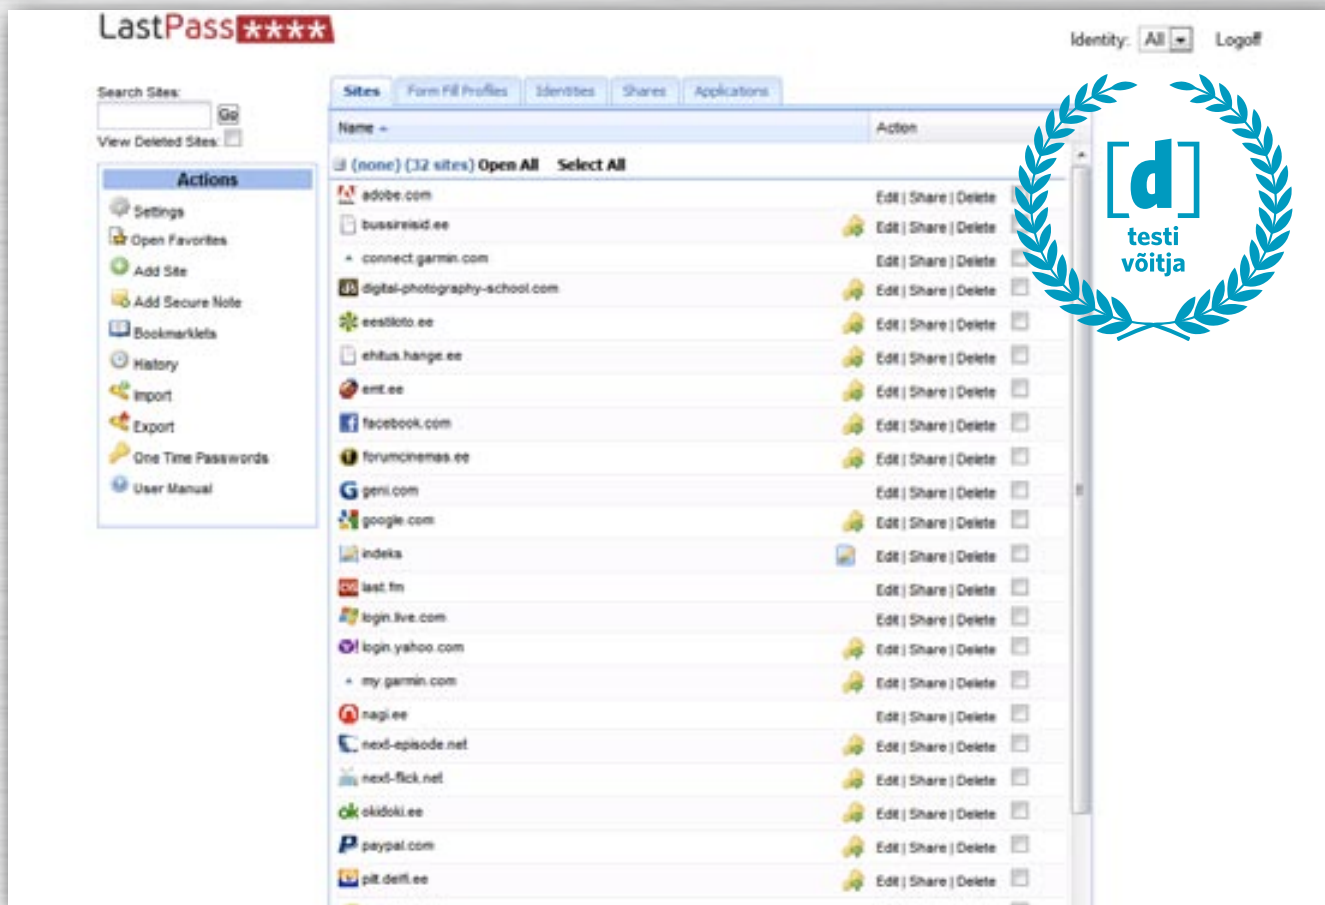 LastPass ****
Identity: All Logoff
Search Sites:
Go
View Deleted Sites:
Actions
Settings
Open Favorites
Add Site
Add Secure Note
Bookmarklets
History
Import
Export
One Time Passwords
User Manual
Sites Form Fill Profiles Identities Shares Applications
Name Action
(none) (32 sites) Open All Select All
adobe.com Edit | Share | Delete
bussireisid.ee Edit | Share | Delete
connect.garmin.com Edit | Share | Delete
digital-photography-school.com Edit | Share | Delete
eestiloto.ee Edit | Share | Delete
ehitus.hange.ee Edit | Share | Delete
emt.ee Edit | Share | Delete
facebook.com Edit | Share | Delete
forumcinemas.ee Edit | Share | Delete
geni.com Edit | Share | Delete
google.com Edit | Share | Delete
indeks Edit | Share | Delete
last.fm Edit | Share | Delete
login.live.com Edit | Share | Delete
login.yahoo.com Edit | Share | Delete
my.garmin.com Edit | Share | Delete
nagi.ee Edit | Share | Delete
next-episode.net Edit | Share | Delete
next-flick.net Edit | Share | Delete
ok okidoki.ee Edit | Share | Delete
paypal.com Edit | Share | Delete
pilt.delfi.ee Edit | Share | Delete
[d]
testi
võitja